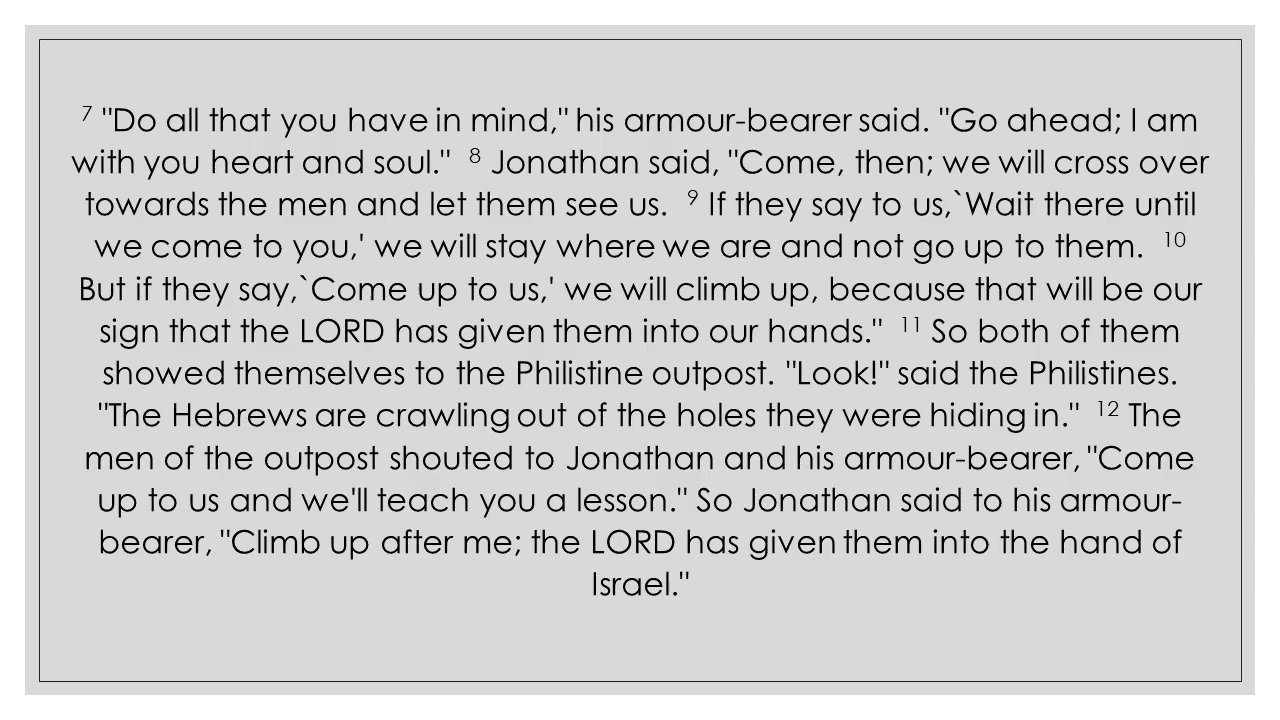 7 "Do all that you have in mind," his armour-bearer said. "Go ahead; I am
with you heart and soul." 8 Jonathan said, "Come, then; we will cross over
towards the men and let them see us. 9 If they say to us,`Wait there until
we come to you,' we will stay where we are and not go up to them. 10
But if they say,`Come up to us,' we will climb up, because that will be our
sign that the LORD has given them into our hands." 11 So both of them
showed themselves to the Philistine outpost. "Look!" said the Philistines.
"The Hebrews are crawling out of the holes they were hiding in." 12 The
men of the outpost shouted to Jonathan and his armour-bearer, "Come
up to us and we'll teach you a lesson." So Jonathan said to his armour-
bearer, "Climb up after me; the LORD has given them into the hand of
Israel."